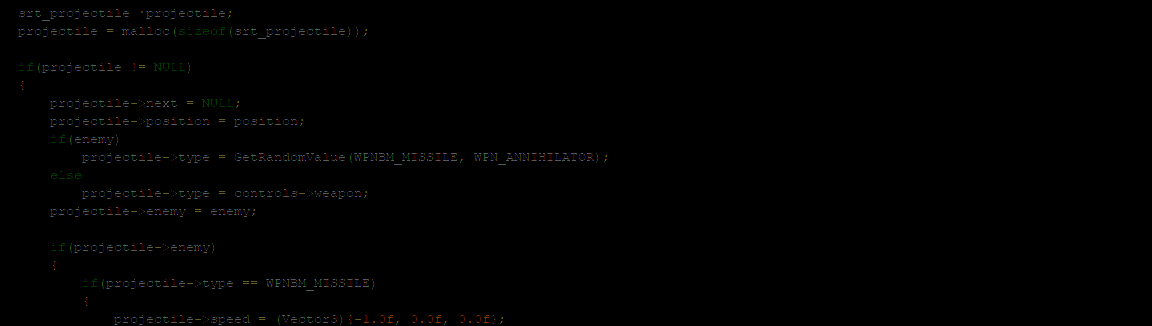 srt_projectile *projectile;
projectile = malloc(sizeof(srt_projectile));
if(projectile != NULL)
{
projectile->next = NULL;
projectile->position = position;
if(enemy)
projectile->type = GetRandomValue(WPNBM_MISSILE, WPN_ANNIHILATOR);
else
projectile->type = controls->weapon;
projectile->enemy = enemy;
if(projectile->enemy)
{
if(projectile->type == WPNBM_MISSILE)
{
projectile->speed = (Vector3){-1.0f, 0.0f, 0.0f};